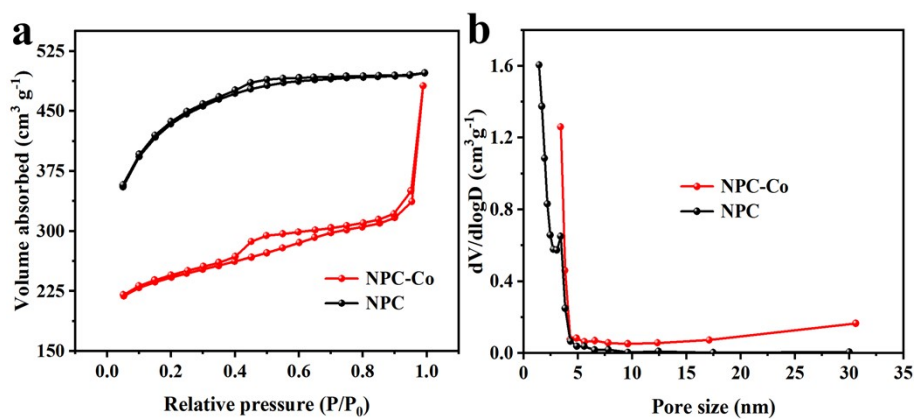 a
Volume absorbed (cm³ g⁻¹)
525
450
375
300
225
150
NPC-Co
NPC
0.0 0.2 0.4 0.6 0.8 1.0
Relative pressure (P/P₀)
b
dV/dlogD (cm³g⁻¹)
1.6
1.2
0.8
0.4
0.0
NPC-Co
NPC
0 5 10 15 20 25 30 35
Pore size (nm)